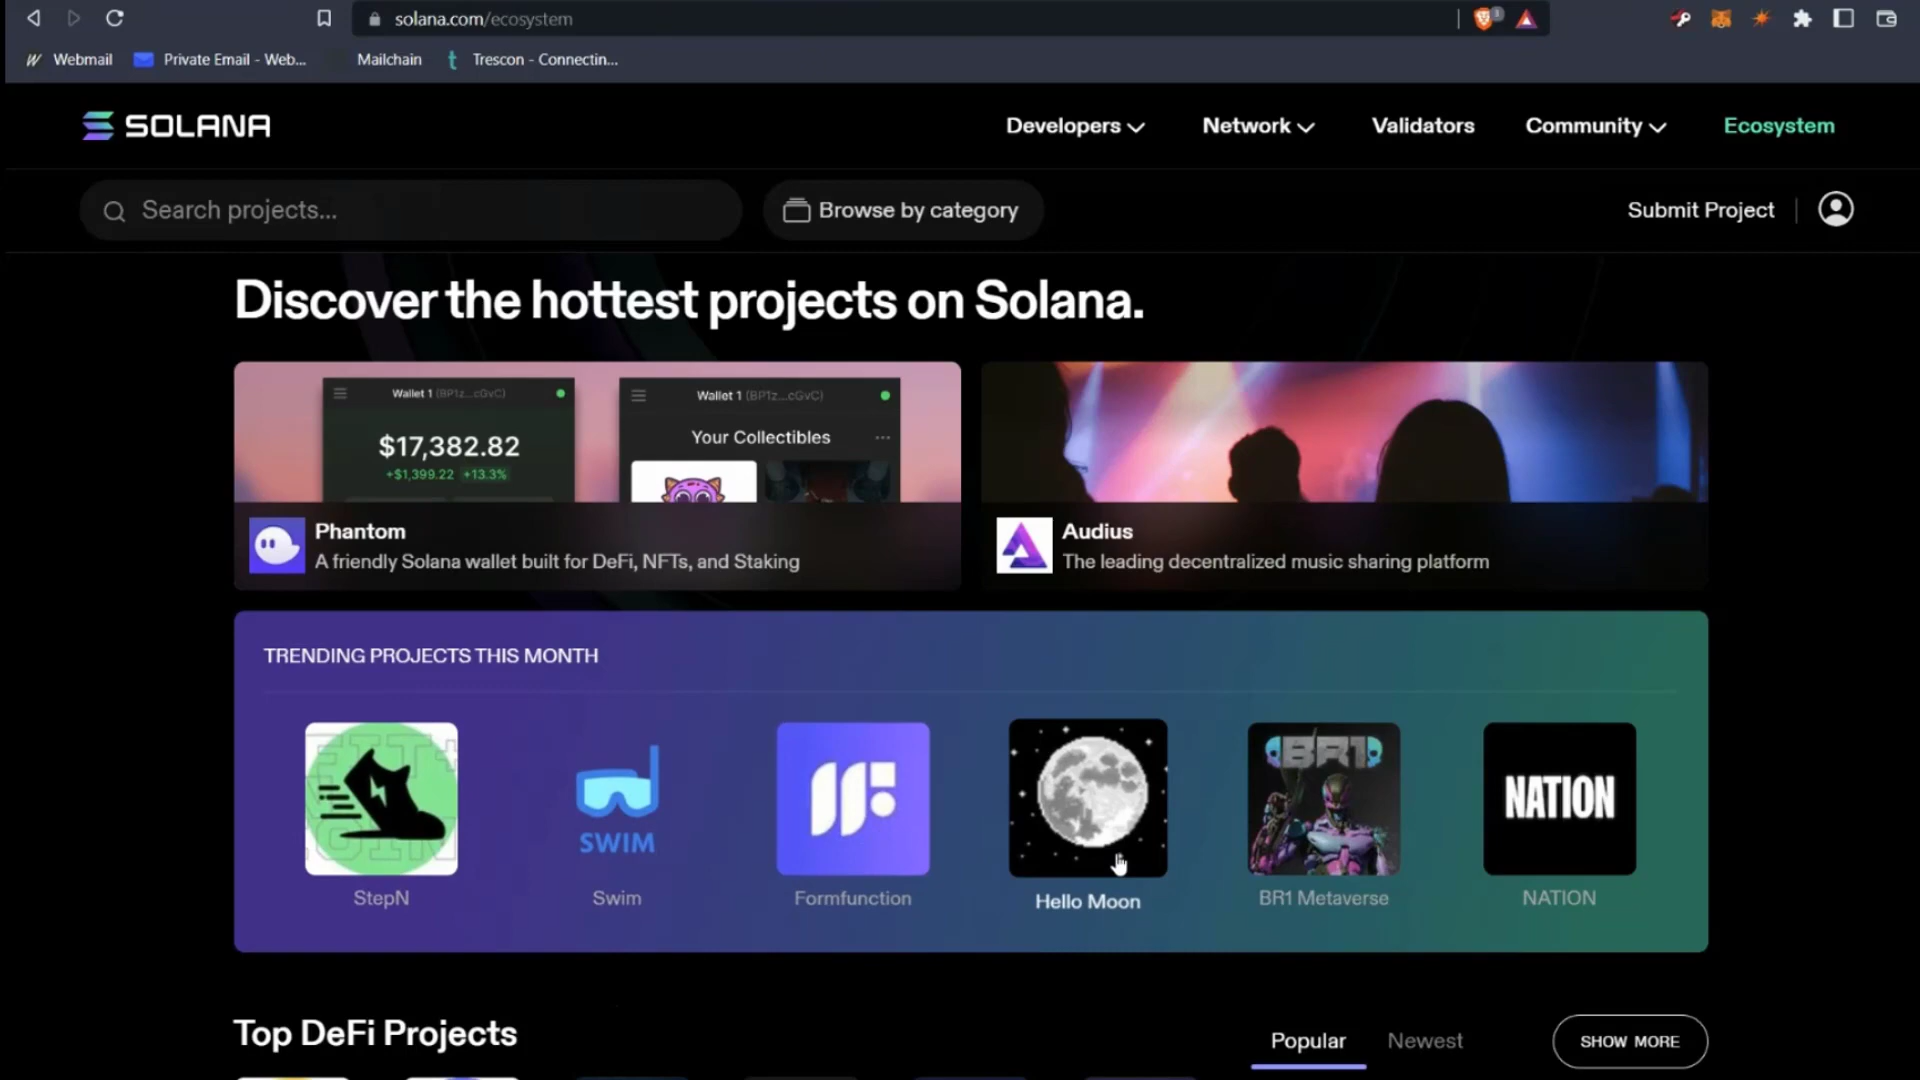 solana.com/ecosystem
Webmail
Private Email - Web...
Mailchain
Trescon - Connectin...
SOLANA
Developers
Network
Validators
Community
Ecosystem
Search projects...
Browse by category
Submit Project
Discover the hottest projects on Solana.
Wallet 1 (BP1z...cGvC)
$17,382.82
+$1,399.22 +13.3%
Wallet 1 (BP1z...cGvC)
Your Collectibles
Phantom
A friendly Solana wallet built for DeFi, NFTs, and Staking
Audius
The leading decentralized music sharing platform
TRENDING PROJECTS THIS MONTH
SWIM
BR1
NATION
StepN
Swim
Formfunction
Hello Moon
BR1 Metaverse
NATION
Top DeFi Projects
Popular
Newest
SHOW MORE